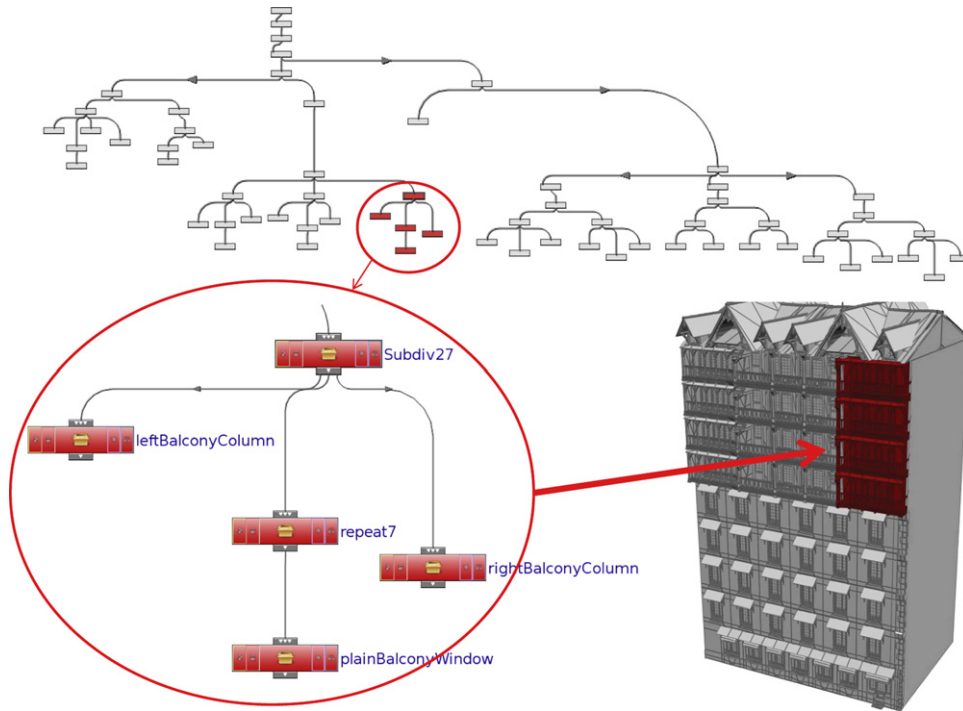 Subdiv27
leftBalconyColumn
repeat7
rightBalconyColumn
plainBalconyWindow